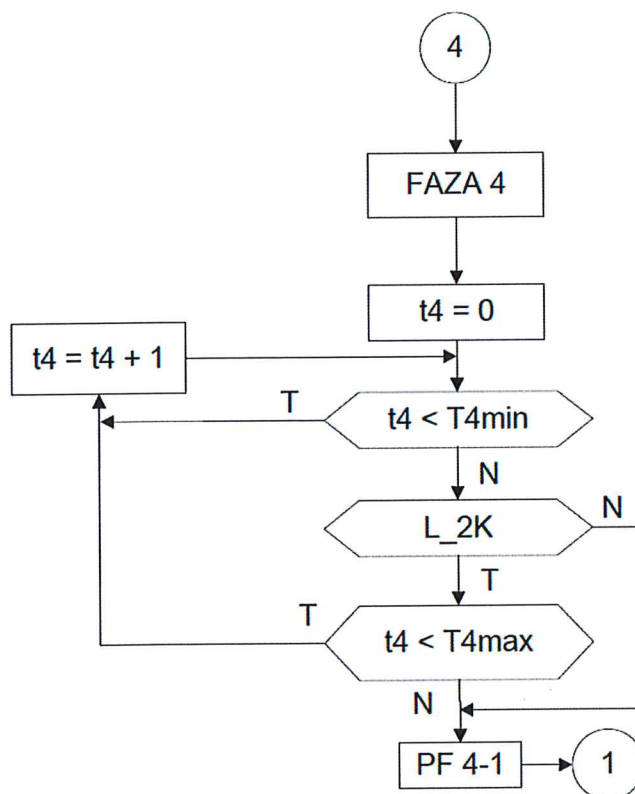 4
FAZA 4
t4 = 0
t4 = t4 + 1
T
t4 < T4min
N
L_2K
N
T
T
t4 < T4max
N
PF 4-1
1